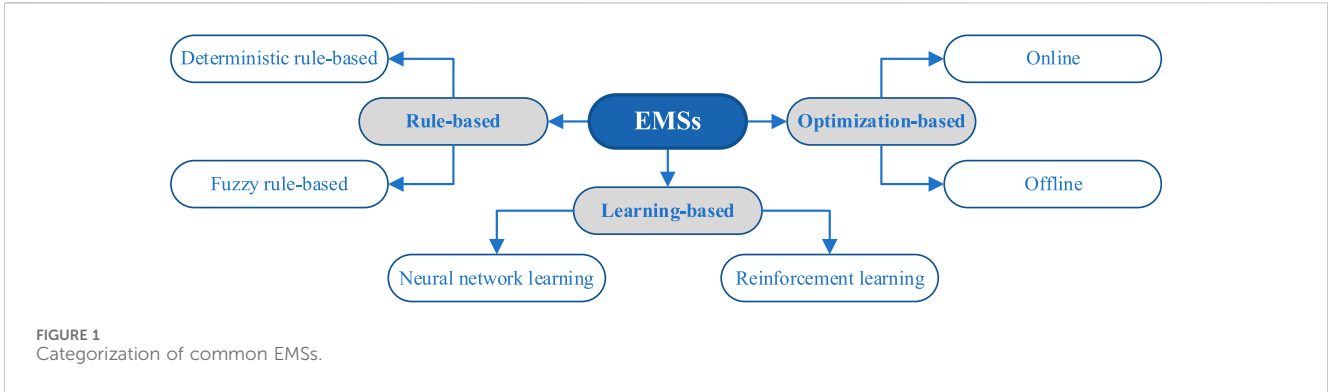 Deterministic rule-based
Online
Rule-based
EMSs
Optimization-based
Fuzzy rule-based
Offline
Learning-based
Neural network learning
Reinforcement learning
FIGURE 1
Categorization of common EMSs.